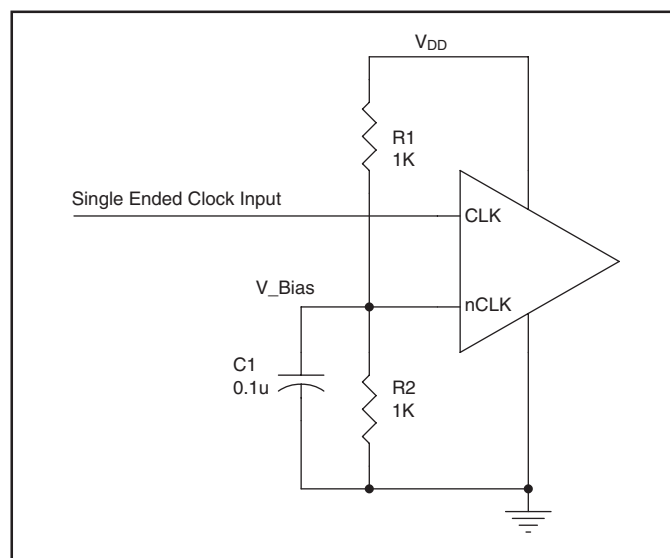 VDD
R1
1K
Single Ended Clock Input
CLK
V_Bias
nCLK
C1
0.1u
R2
1K